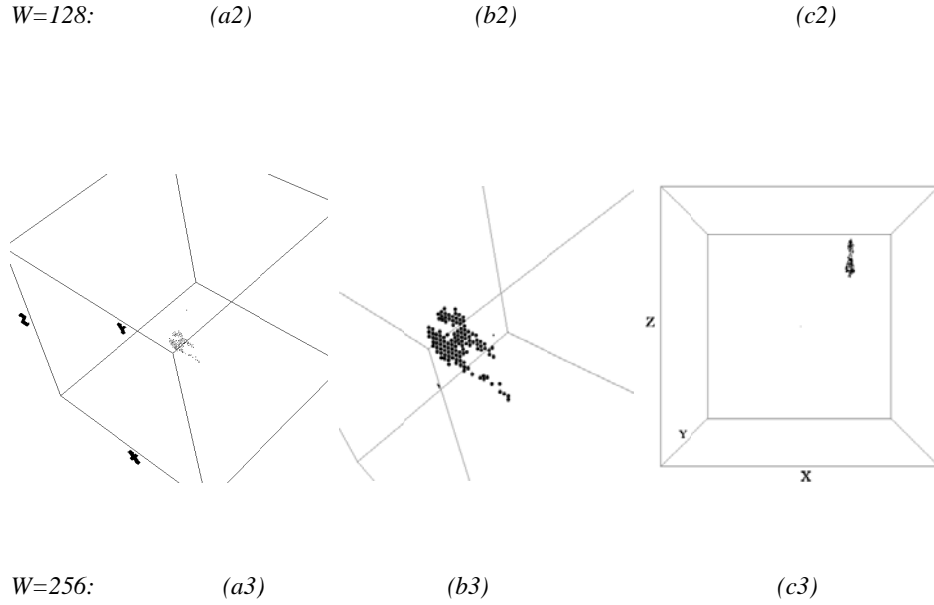 W=128: (a2) (b2) (c2)
Z
Y
X
Z
Y
X
W=256: (a3) (b3) (c3)